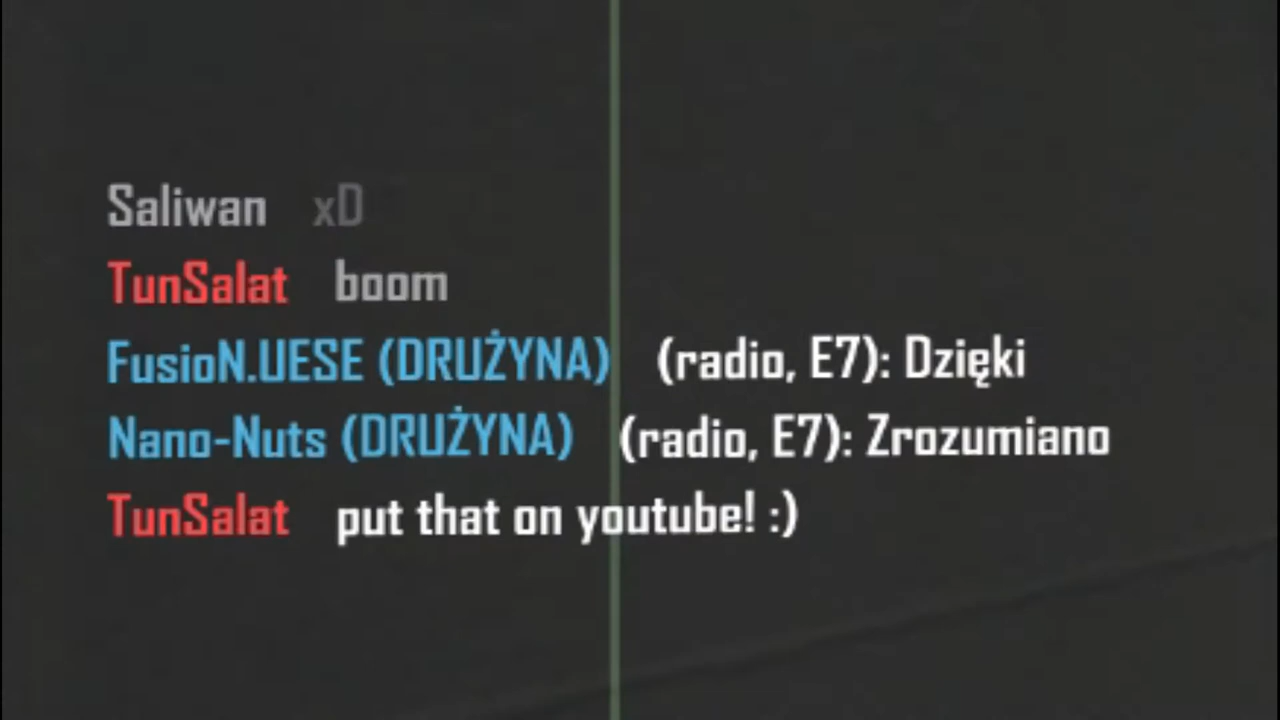 Saliwan xD
TunSalat boom
FusioN.UESE (DRUŻYNA) (radio, E7): Dzięki
Nano-Nuts (DRUŻYNA) (radio, E7): Zrozumiano
TunSalat put that on youtube! :)